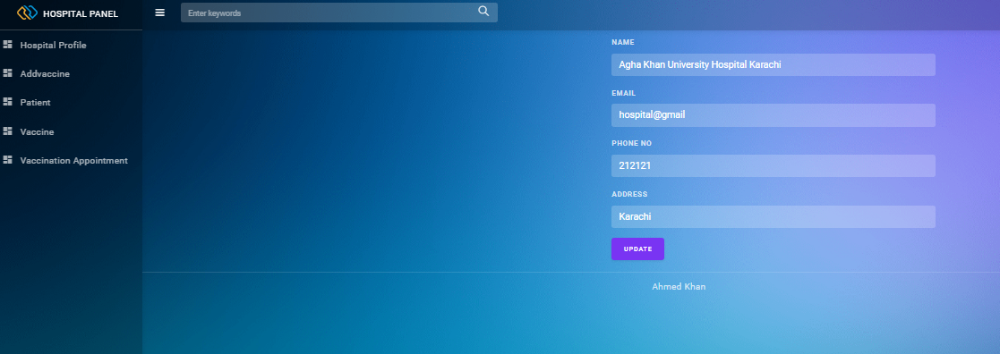 HOSPITAL PANEL
Enter keywords
Hospital Profile
Addvaccine
Patient
Vaccine
Vaccination Appointment
NAME
Agha Khan University Hospital Karachi
EMAIL
hospital@gmail
PHONE NO
212121
ADDRESS
Karachi
UPDATE
Ahmed Khan